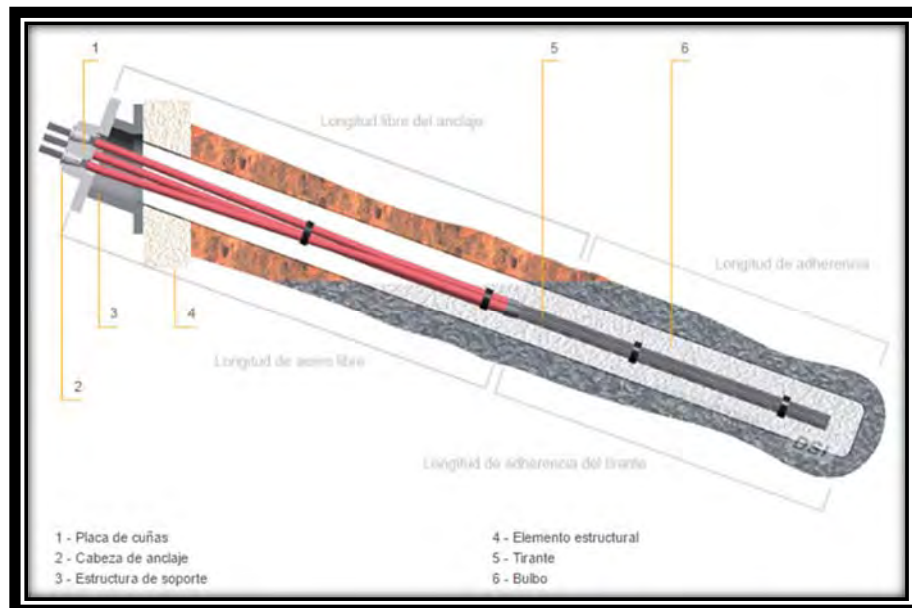 1
5
6
Longitud libre del anclaje
Longitud de adherencia
3
4
Longitud de acero libre
2
Longitud de adherencia del tirante
DSI
1 - Placa de cuñas
2 - Cabeza de anclaje
3 - Estructura de soporte
4 - Elemento estructural
5 - Tirante
6 - Bulbo